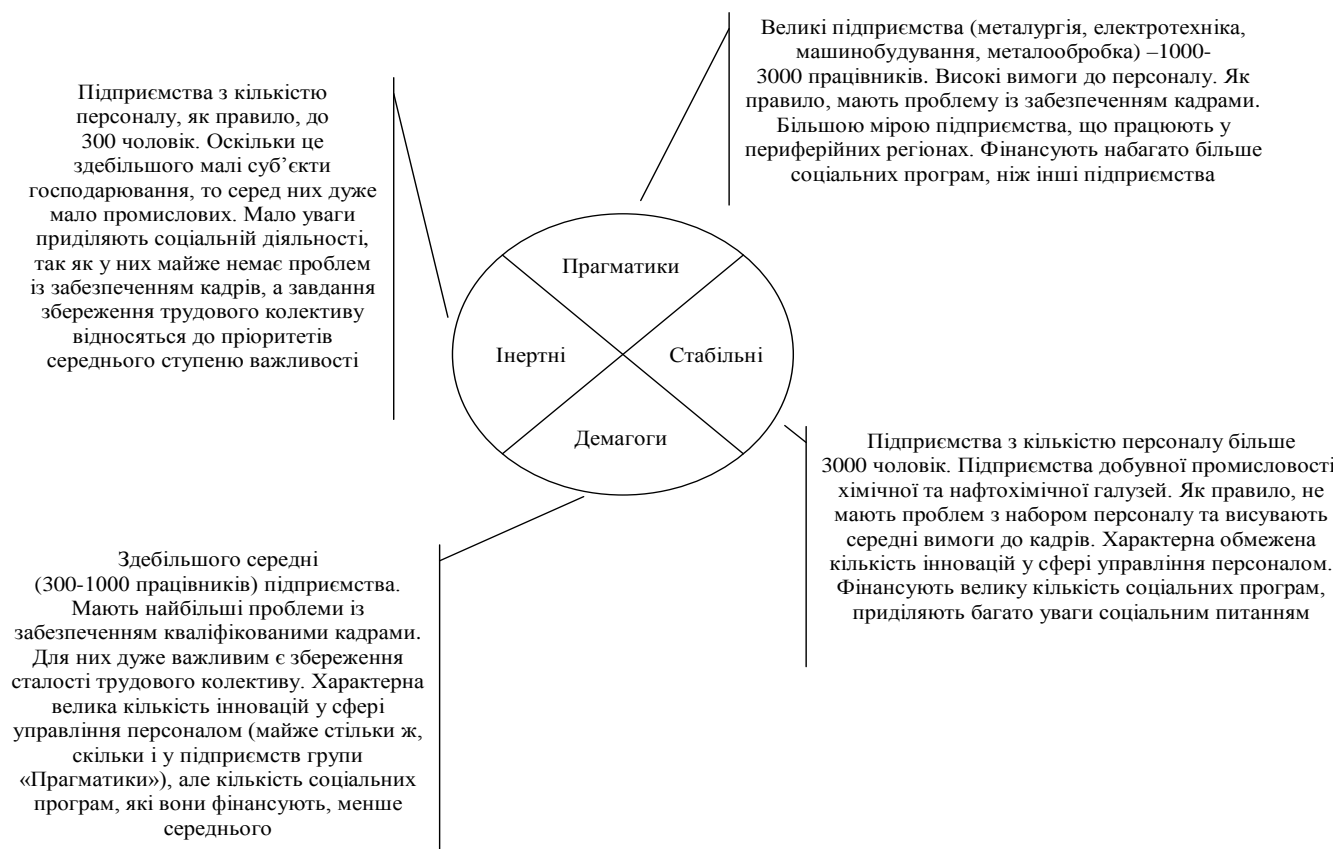 Великі підприємства (металургія, електротехніка,
машинобудування, металообробка) –1000-
3000 працівників. Високі вимоги до персоналу. Як
правило, мають проблему із забезпеченням кадрами.
Більшою мірою підприємства, що працюють у
периферійних регіонах. Фінансують набагато більше
соціальних програм, ніж інші підприємства
Підприємства з кількістю
персоналу, як правило, до
300 чоловік. Оскільки це
здебільшого малі суб’єкти
господарювання, то серед них дуже
мало промислових. Мало уваги
приділяють соціальній діяльності,
так як у них майже немає проблем
із забезпеченням кадрів, а завдання
збереження трудового колективу
відносяться до пріоритетів
середнього ступеню важливості
Прагматики
Інертні
Стабільні
Демагоги
Підприємства з кількістю персоналу більше
3000 чоловік. Підприємства добувної промисловості
хімічної та нафтохімічної галузей. Як правило, не
мають проблем з набором персоналу та висувають
середні вимоги до кадрів. Характерна обмежена
кількість інновацій у сфері управління персоналом.
Фінансують велику кількість соціальних програм,
приділяють багато уваги соціальним питанням
Здебільшого середні
(300-1000 працівників) підприємства.
Мають найбільші проблеми із
забезпеченням кваліфікованими кадрами.
Для них дуже важливим є збереження
сталості трудового колективу. Характерна
велика кількість інновацій у сфері
управління персоналом (майже стільки ж,
скільки і у підприємств групи
«Прагматики»), але кількість соціальних
програм, які вони фінансують, менше
середнього